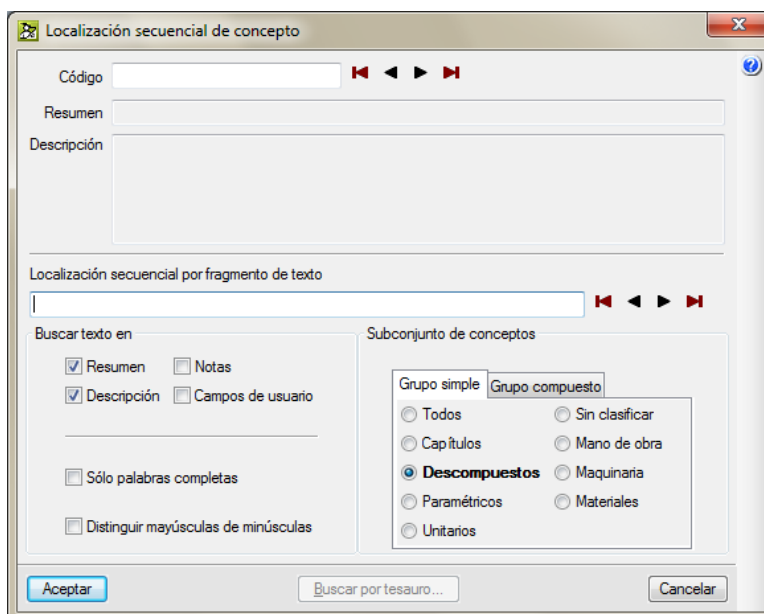 Localización secuencial de concepto
Código
Resumen
Descripción
Localización secuencial por fragmento de texto
Buscar texto en
Subconjunto de conceptos
Resumen Notas
Descripción Campos de usuario
Sólo palabras completas
Distinguir mayúsculas de minúsculas
Grupo simple Grupo compuesto
Todos Sin clasificar
Capítulos Mano de obra
Descompuestos Maquinaria
Paramétricos Materiales
Unitarios
Aceptar Buscar por tesauro... Cancelar